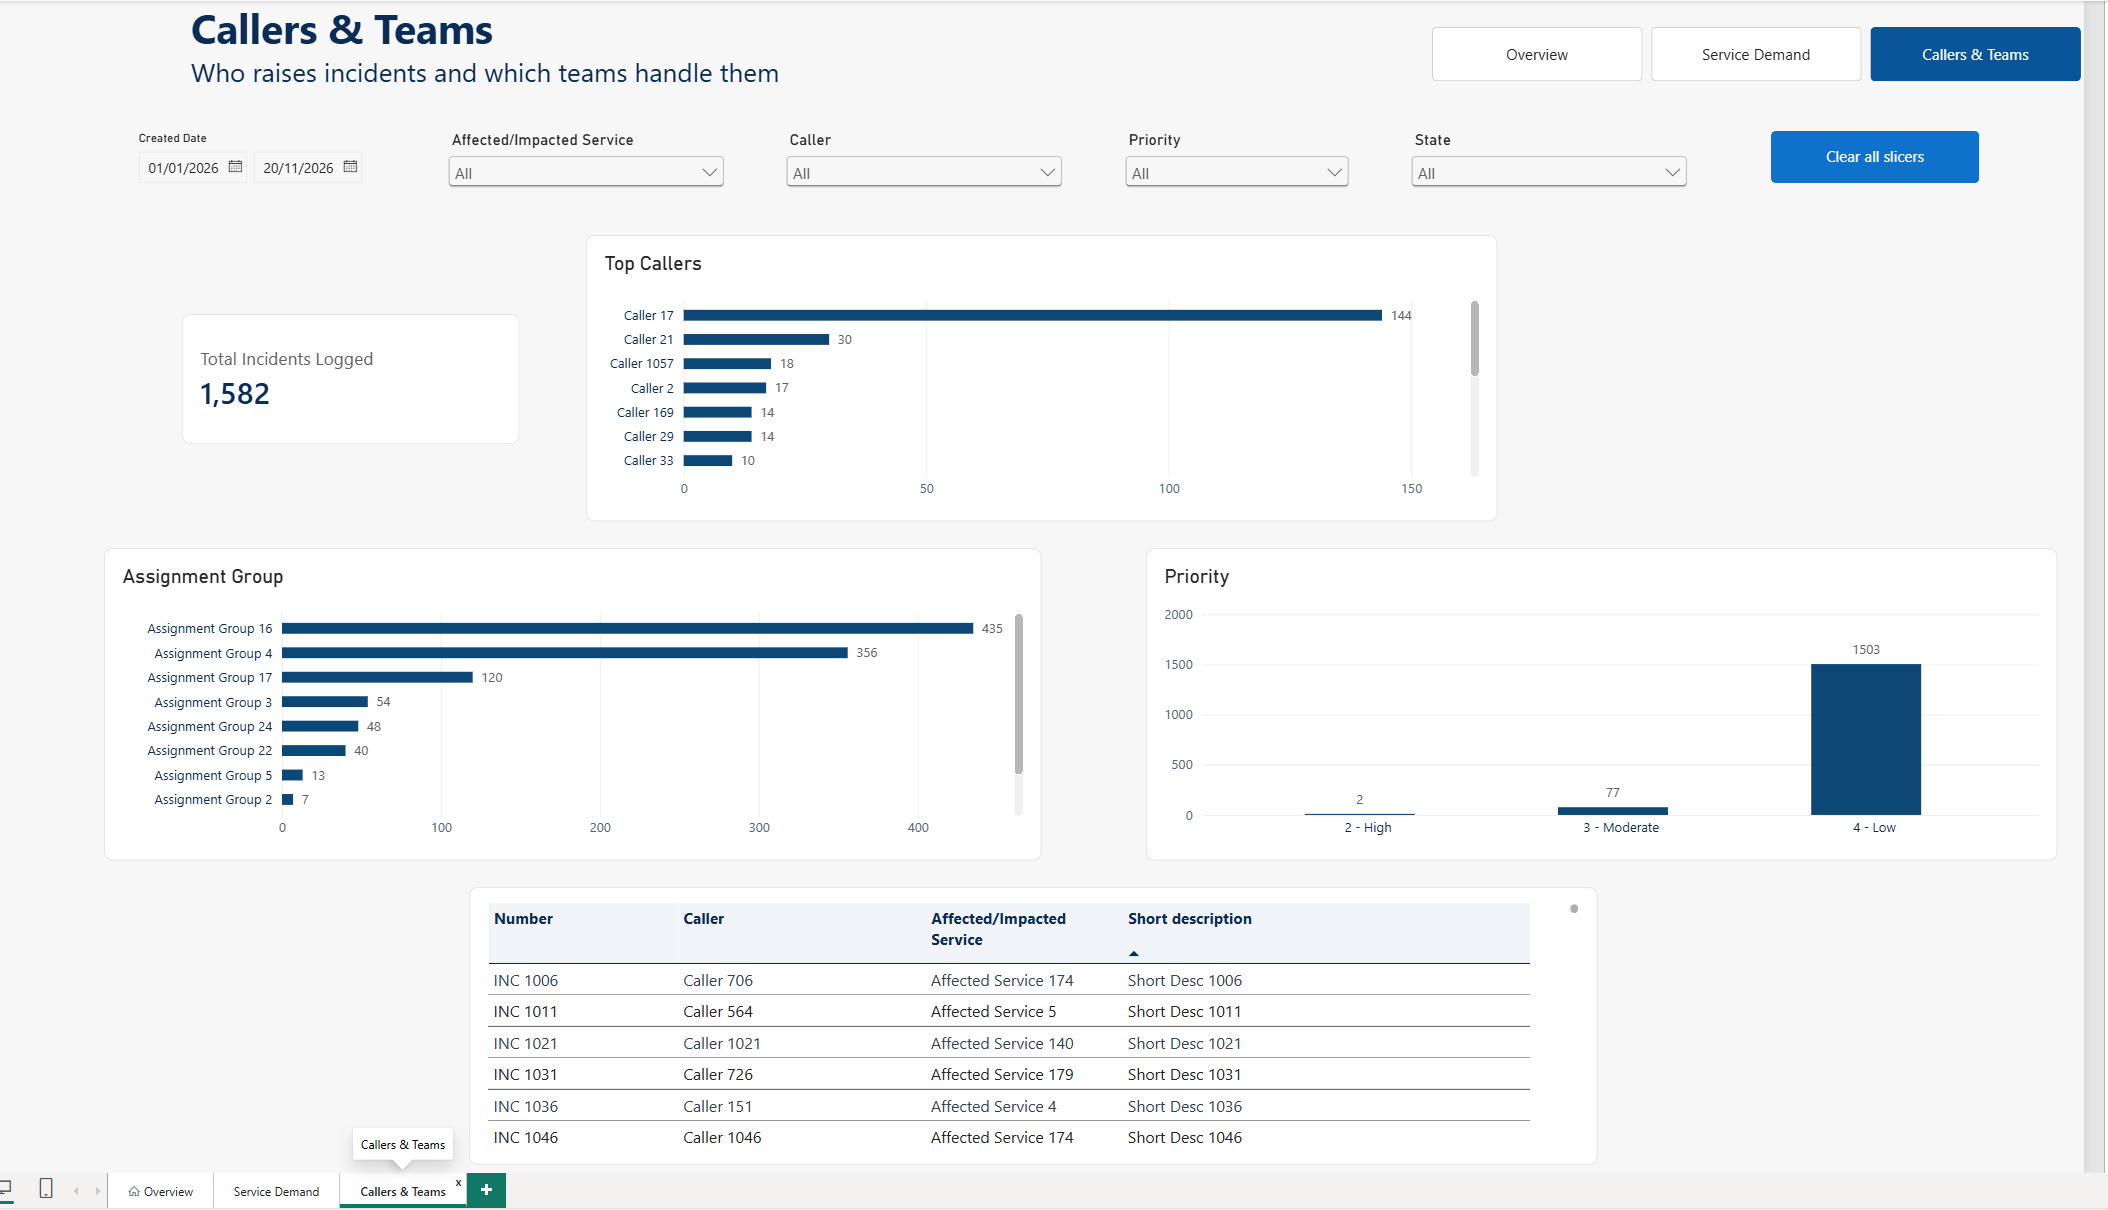 Callers & Teams
Who raises incidents and which teams handle them
Overview
Service Demand
Callers & Teams
Created Date
01/01/2026
20/11/2026
Affected/Impacted Service
All
Caller
All
Priority
All
State
All
Clear all slicers
Total Incidents Logged
1,582
Top Callers
Caller 17 144
Caller 21 30
Caller 1057 18
Caller 2 17
Caller 169 14
Caller 29 14
Caller 33 10
0 50 100 150
Assignment Group
Assignment Group 16 435
Assignment Group 4 356
Assignment Group 17 120
Assignment Group 3 54
Assignment Group 24 48
Assignment Group 22 40
Assignment Group 5 13
Assignment Group 2 7
0 100 200 300 400
Priority
2000
1500
1000
500
0
2
77
1503
2 - High 3 - Moderate 4 - Low
Number Caller Affected/Impacted Short description
Service
INC 1006 Caller 706 Affected Service 174 Short Desc 1006
INC 1011 Caller 564 Affected Service 5 Short Desc 1011
INC 1021 Caller 1021 Affected Service 140 Short Desc 1021
INC 1031 Caller 726 Affected Service 179 Short Desc 1031
INC 1036 Caller 151 Affected Service 4 Short Desc 1036
INC 1046 Caller 1046 Affected Service 174 Short Desc 1046
Callers & Teams
Overview
Service Demand
Callers & Teams
x
+